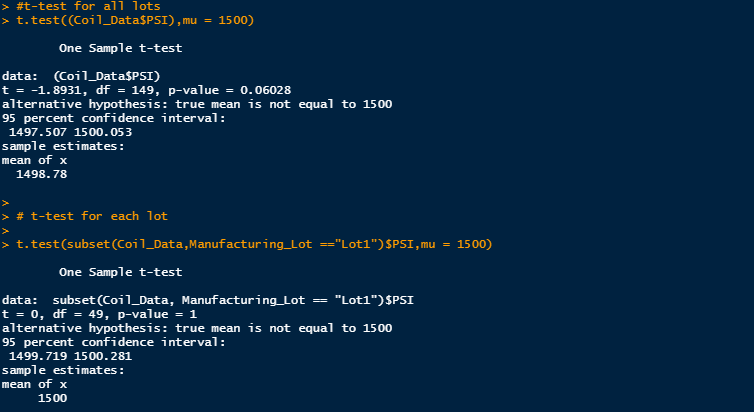 > #t-test for all lots
> t.test((Coil_Data$PSI),mu = 1500)
One Sample t-test
data:  (Coil_Data$PSI)
t = -1.8931, df = 149, p-value = 0.06028
alternative hypothesis: true mean is not equal to 1500
95 percent confidence interval:
1497.507 1500.053
sample estimates:
mean of x
1498.78
>
> # t-test for each lot
>
> t.test(subset(Coil_Data,Manufacturing_Lot =="Lot1")$PSI,mu = 1500)
One Sample t-test
data:  subset(Coil_Data, Manufacturing_Lot == "Lot1")$PSI
t = 0, df = 49, p-value = 1
alternative hypothesis: true mean is not equal to 1500
95 percent confidence interval:
1499.719 1500.281
sample estimates:
mean of x
1500